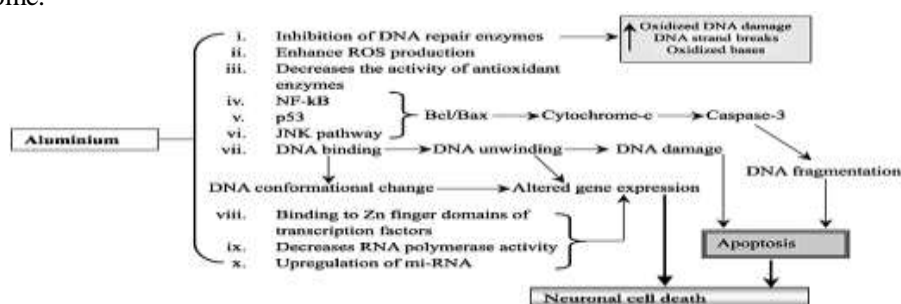 ome.
i. Inhibition of DNA repair enzymes
Oxidized DNA damage
DNA strand breaks
Oxidized bases
ii. Enhance ROS production
iii. Decreases the activity of antioxidant
enzymes
iv. NF-kB
v. p53
vi. JNK pathway
Bcl/Bax
Cytochrome-c
Caspase-3
Aluminium
vii. DNA binding
DNA unwinding
DNA damage
DNA fragmentation
DNA conformational change
Altered gene expression
viii. Binding to Zn finger domains of
transcription factors
ix. Decreases RNA polymerase activity
x. Upregulation of mi-RNA
Apoptosis
Neuronal cell death